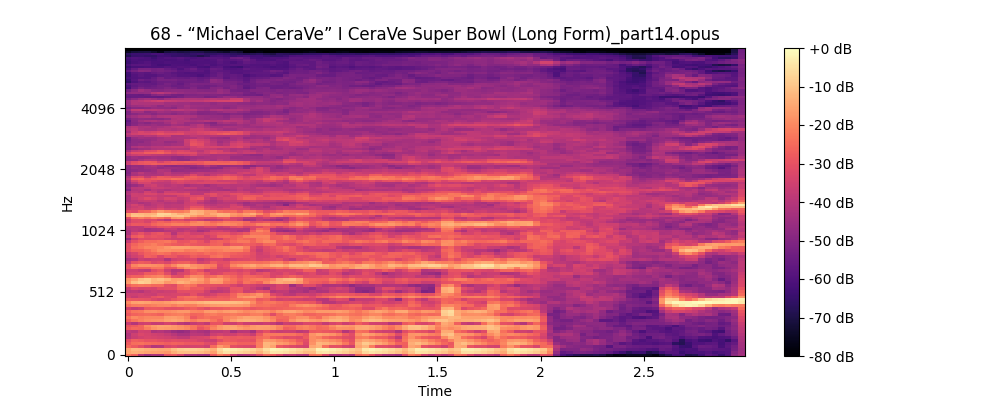 68 - “Michael CeraVe” I CeraVe Super Bowl (Long Form)_part14.opus
+0 dB
4096
-10 dB
-20 dB
2048
-30 dB
Hz
-40 dB
1024
-50 dB
512
-60 dB
-70 dB
0
-80 dB
0 0.5 1 1.5 2 2.5
Time